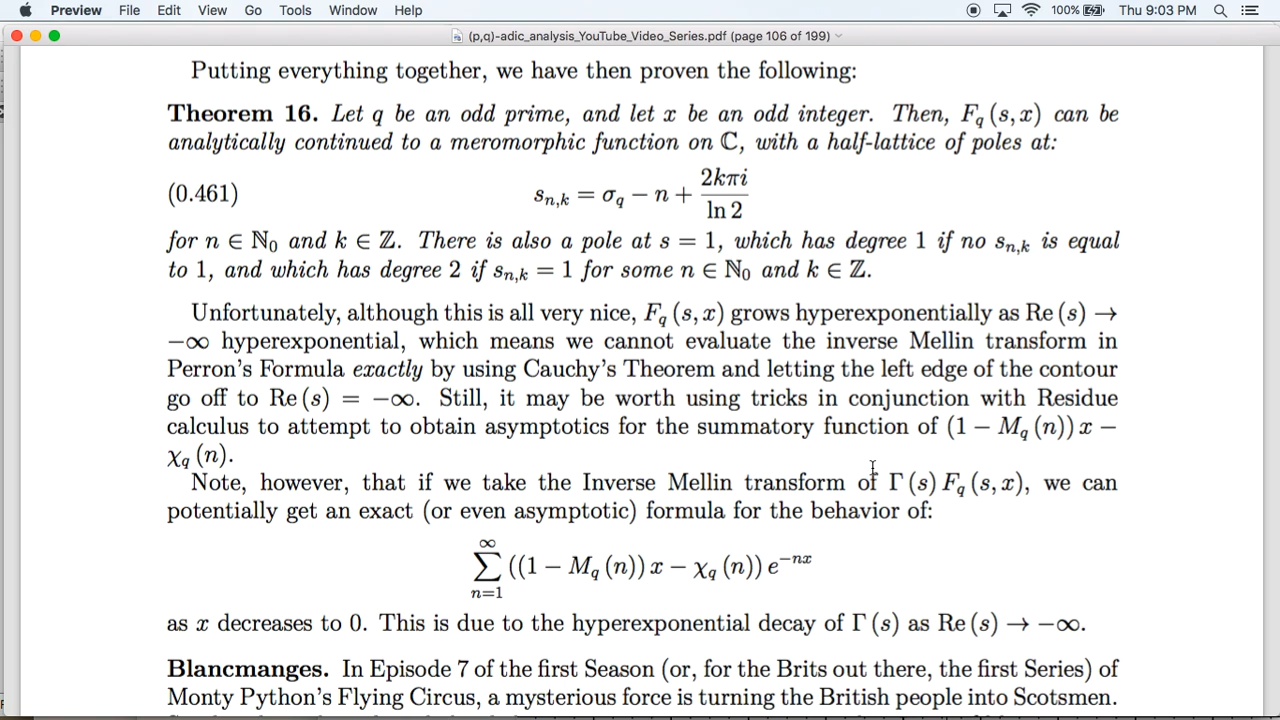 Preview File Edit View Go Tools Window Help 100% Thu 9:03 PM
(p,q)-adic_analysis_YouTube_Video_Series.pdf (page 106 of 199)
Putting everything together, we have then proven the following:
Theorem 16. Let q be an odd prime, and let x be an odd integer. Then, F_q (s, x) can be
analytically continued to a meromorphic function on ℂ, with a half-lattice of poles at:
(0.461) s_{n,k} = σ_q − n + \frac{2kπi}{ln 2}
for n ∈ ℕ_0 and k ∈ ℤ. There is also a pole at s = 1, which has degree 1 if no s_{n,k} is equal
to 1, and which has degree 2 if s_{n,k} = 1 for some n ∈ ℕ_0 and k ∈ ℤ.
Unfortunately, although this is all very nice, F_q (s, x) grows hyperexponentially as Re (s) →
−∞ hyperexponential, which means we cannot evaluate the inverse Mellin transform in
Perron's Formula exactly by using Cauchy's Theorem and letting the left edge of the contour
go off to Re (s) = −∞. Still, it may be worth using tricks in conjunction with Residue
calculus to attempt to obtain asymptotics for the summatory function of (1 − M_q (n)) x −
χ_q (n).
Note, however, that if we take the Inverse Mellin transform of Γ (s) F_q (s, x), we can
potentially get an exact (or even asymptotic) formula for the behavior of:
\sum_{n=1}^{∞} ((1 − M_q (n)) x − χ_q (n)) e^{−nx}
as x decreases to 0. This is due to the hyperexponential decay of Γ (s) as Re (s) → −∞.
Blancmanges. In Episode 7 of the first Season (or, for the Brits out there, the first Series) of
Monty Python's Flying Circus, a mysterious force is turning the British people into Scotsmen.